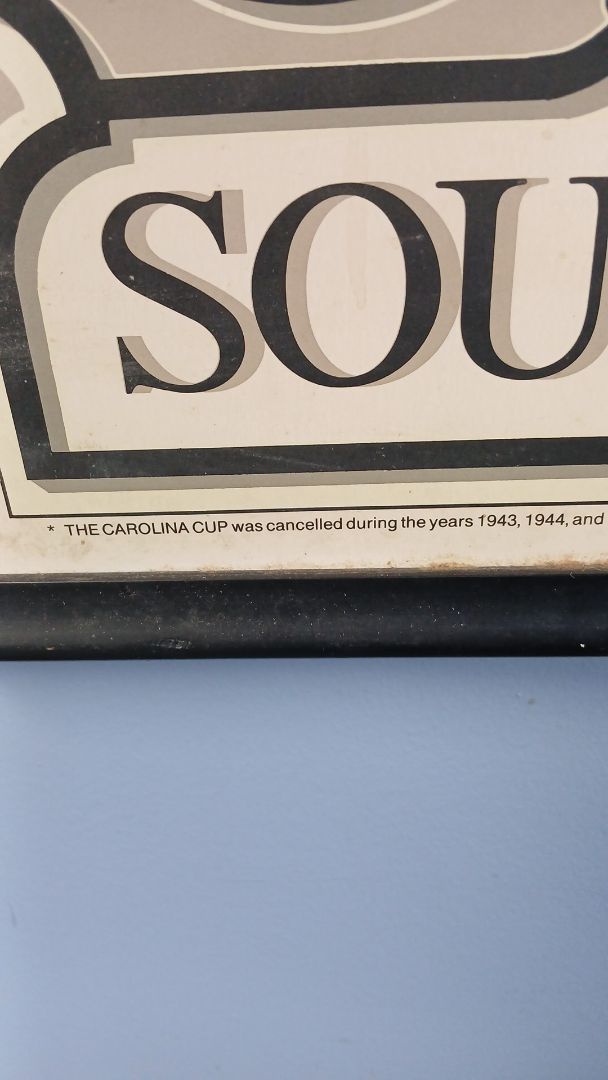 SOU
* THE CAROLINA CUP was cancelled during the years 1943, 1944, and